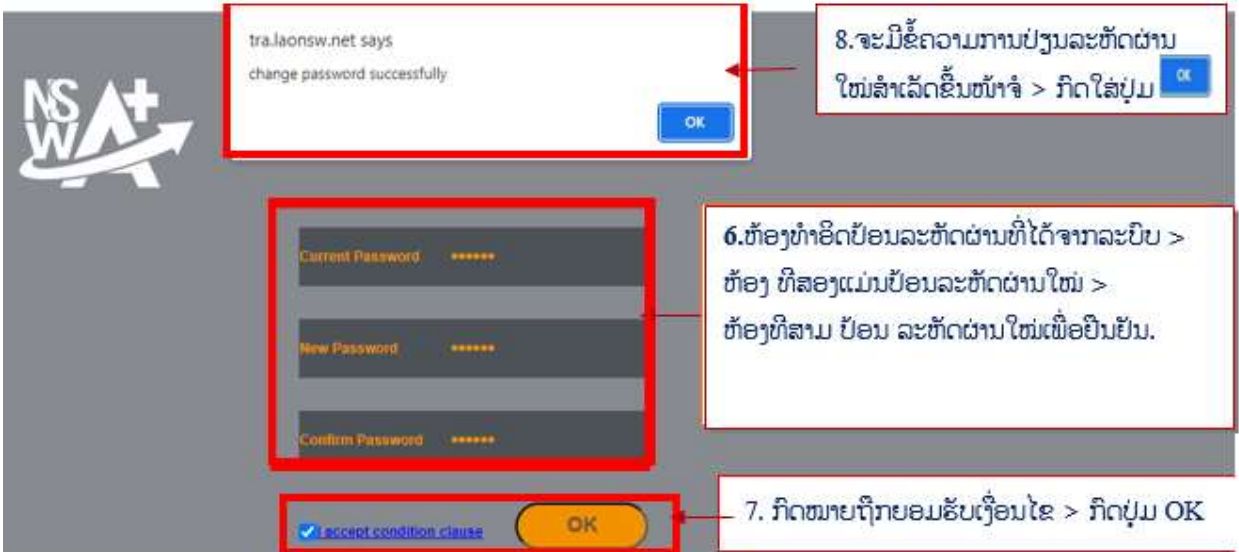 tra.laonsw.net says
change password successfully
OK
8.ຈະມີຂໍ້ຄວາມການປ່ຽນລະຫັດຜ່ານ
ໃໝ່ສຳເລັດຂື້ນໜ້າຈໍ > ກົດໃສ່ປຸ່ມ OK
NS A+
W
Current Password ••••••
6.ຫ້ອງທຳອິດປ້ອນລະຫັດຜ່ານທີ່ໄດ້ຈາກລະບົບ >
ຫ້ອງ ທີສອງແມ່ນປ້ອນລະຫັດຜ່ານໃໝ່ >
ຫ້ອງທີສາມ ປ້ອນ ລະຫັດຜ່ານໃໝ່ເພື່ອຢືນຢັນ.
New Password ••••••
Confirm Password ••••••
I accept condition clause OK
7. ກົດໝາຍຖືກຍອມຮັບເງື່ອນໄຂ > ກົດປຸ່ມ OK